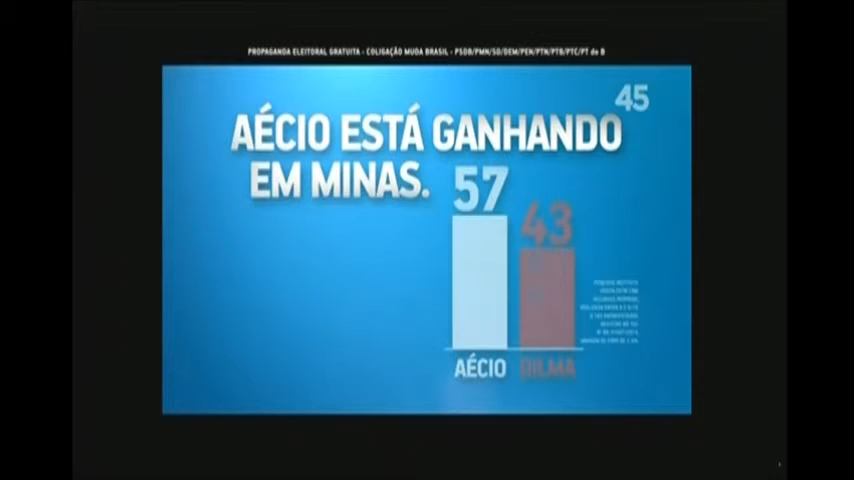 PROPAGANDA ELEITORAL GRATUITA - COLIGAÇÃO MUDA BRASIL - PSDB/PMN/SD/DEM/PEN/PTN/PTB/PTC/PT do B
45
AÉCIO ESTÁ GANHANDO
EM MINAS.
57
43
AÉCIO DILMA